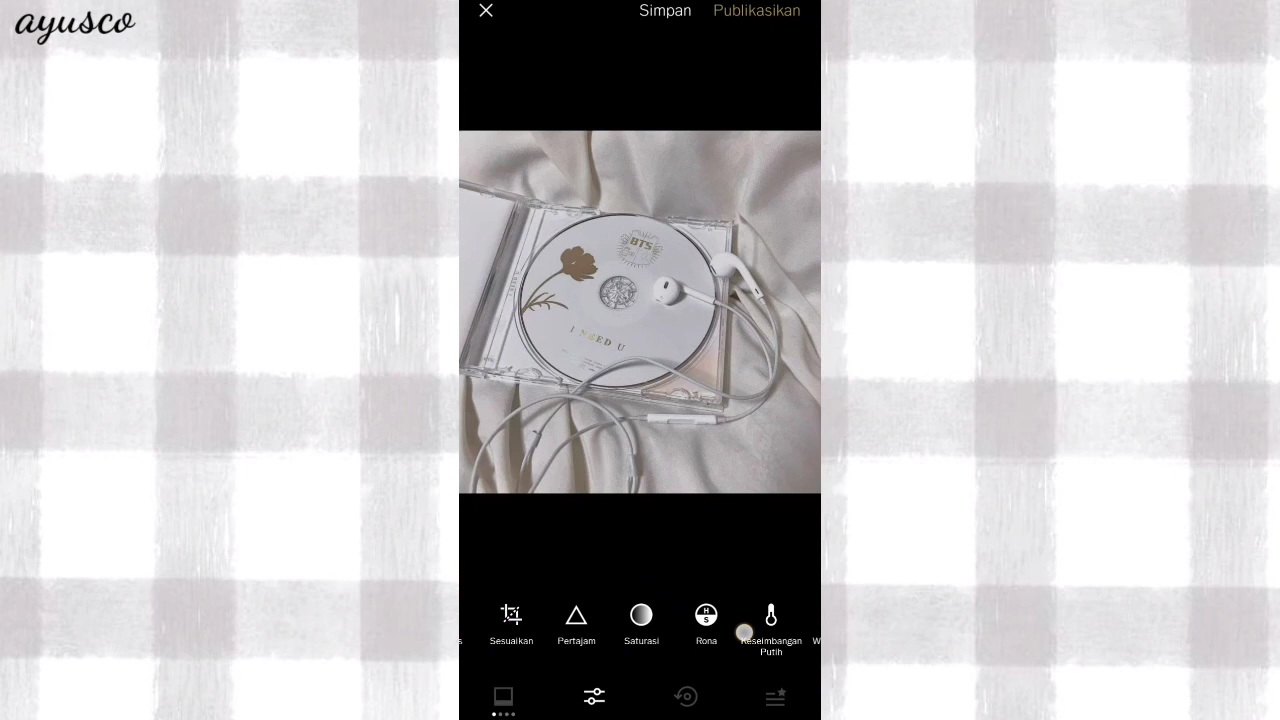 ayusco
Simpan Publikasikan
BTS
I NEED U
Sesuaikan Pertajam Saturasi Rona Keseimbangan Putih W